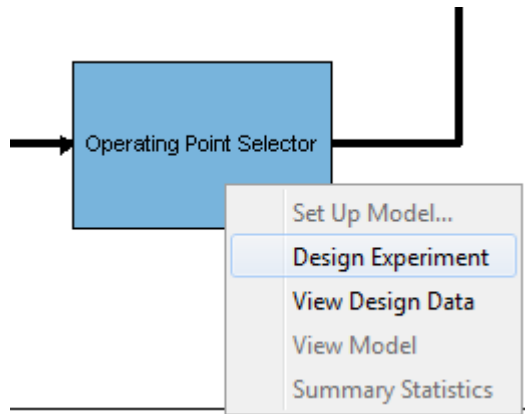 Operating Point Selector
Set Up Model...
Design Experiment
View Design Data
View Model
Summary Statistics